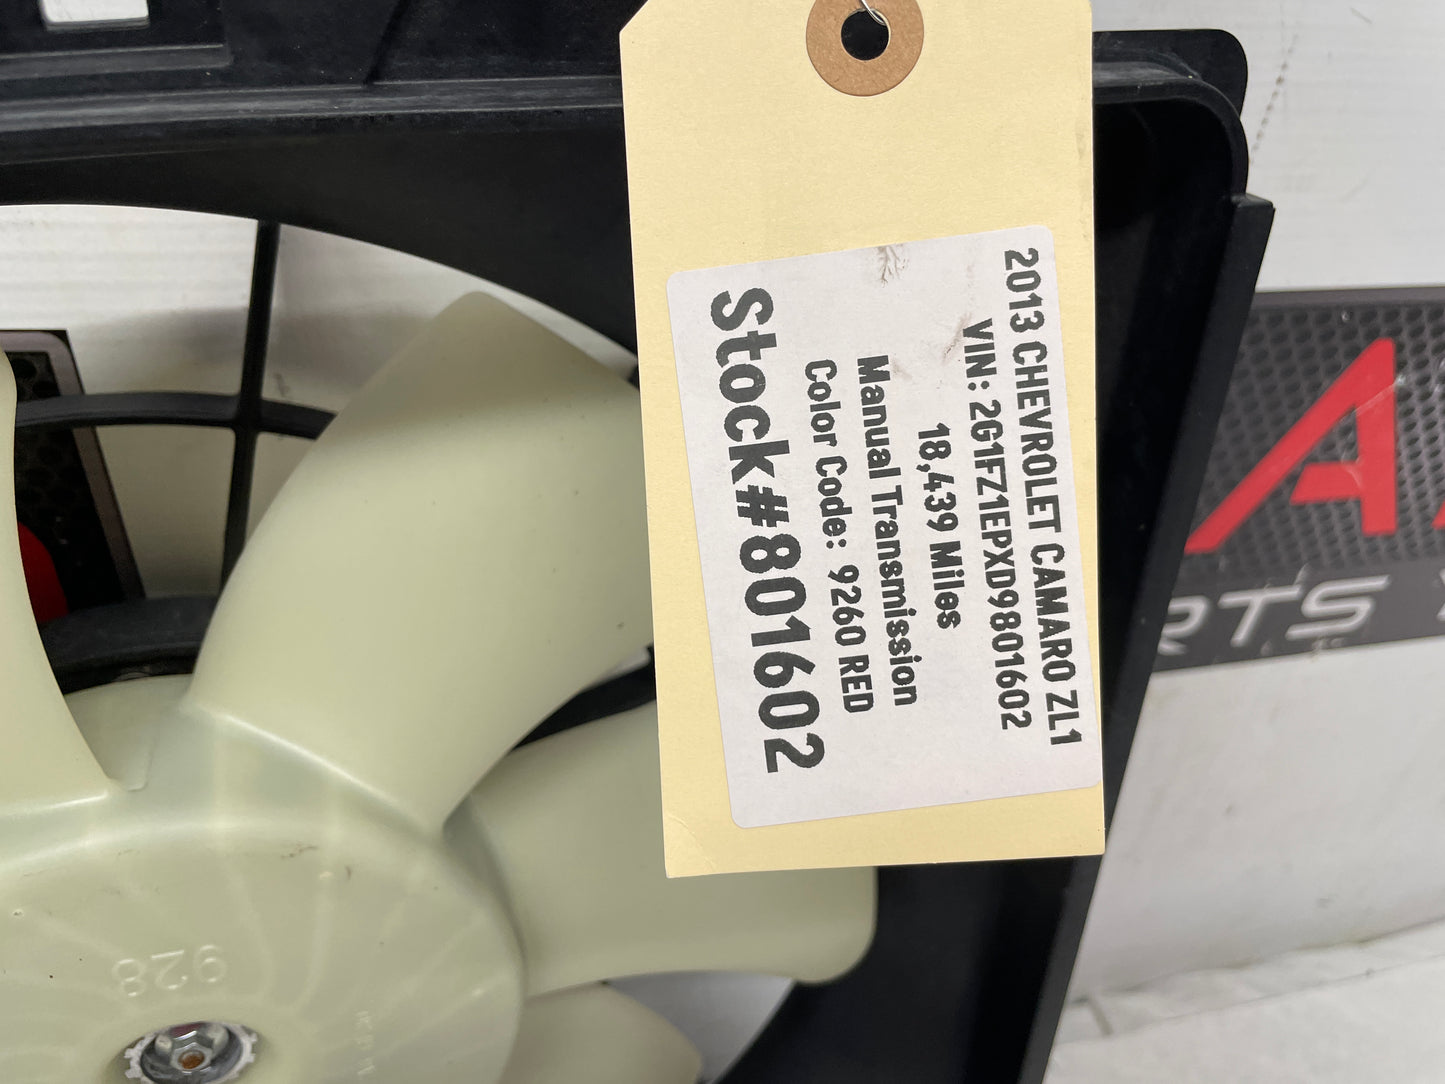 2013 CHEVROLET CAMARO ZL1
VIN: 2G1FZ1EPXD9801602
18,439 Miles
Manual Transmission
Color Code: 9260 RED
Stock#801602
928